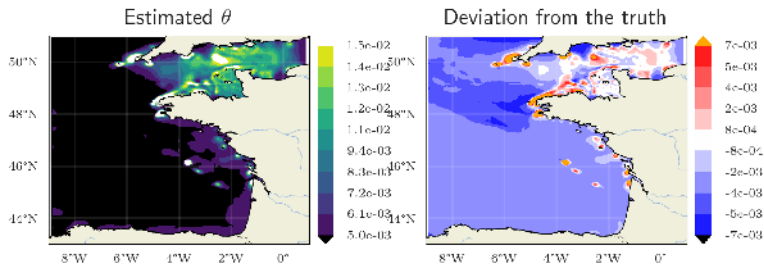 Estimated θ
Deviation from the truth
50°N
48°N
46°N
44°N
8°W 6°W 4°W 2°W 0°
1.5e-02
1.4e-02
1.3e-02
1.2e-02
1.1e-02
9.4e-03
8.3e-03
7.2e-03
6.1e-03
5.0e-03
50°N
48°N
46°N
44°N
8°W 6°W 4°W 2°W 0°
7e-03
5e-03
4e-03
2e-03
8e-04
-8e-04
-2e-03
-4e-03
-5e-03
-7e-03